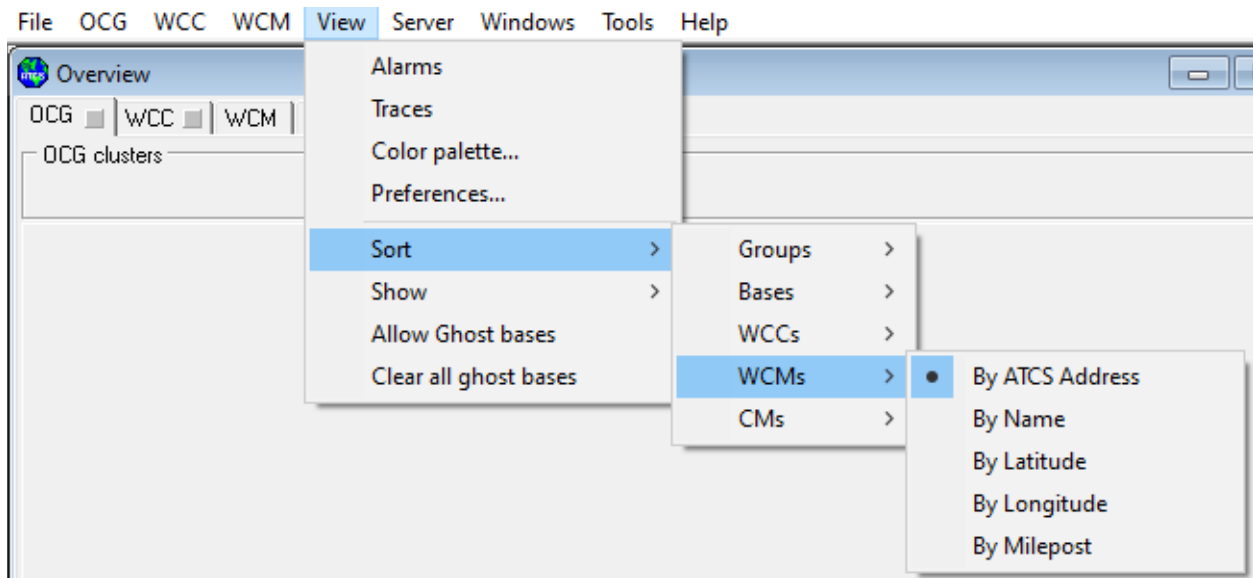 File OCG WCC WCM View Server Windows Tools Help
Overview
OCG WCC WCM
OCG clusters
Alarms
Traces
Color palette...
Preferences...
Sort
Show
Allow Ghost bases
Clear all ghost bases
Groups
Bases
WCCs
WCMs
CMs
By ATCS Address
By Name
By Latitude
By Longitude
By Milepost